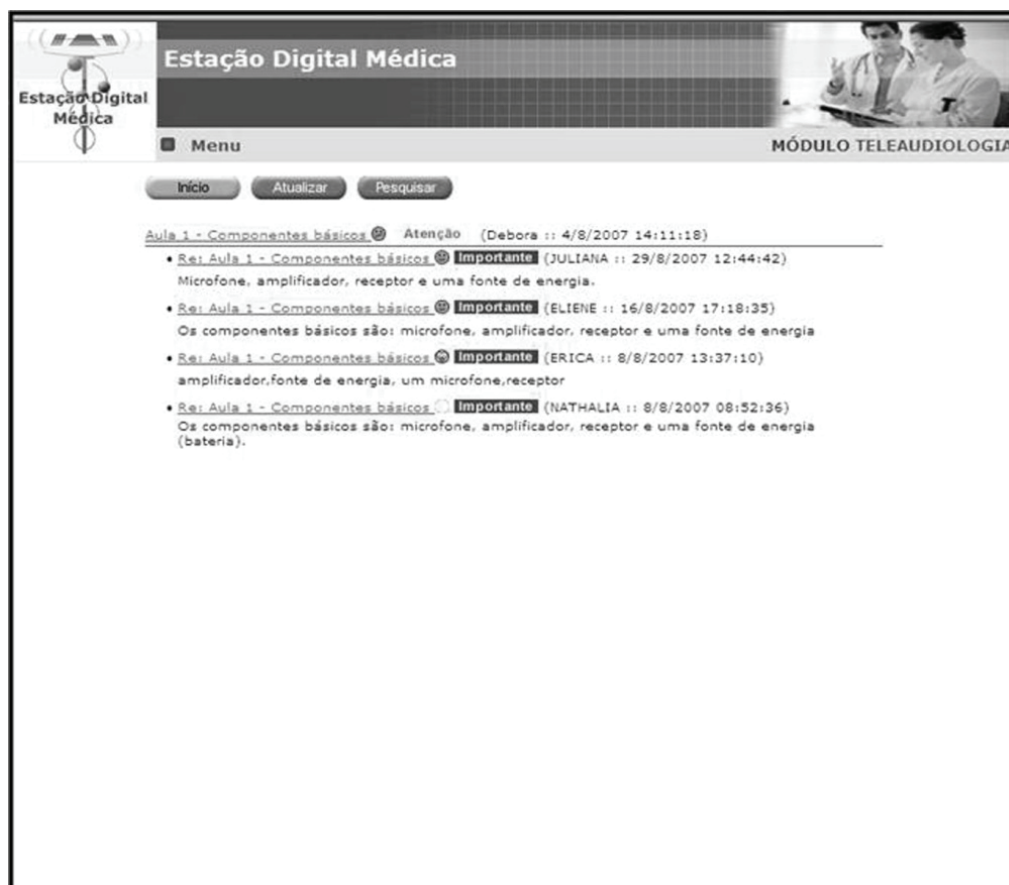 Estação Digital Médica
Estação Digital
Médica
Menu
MÓDULO TELEAUDIOLOGIA
Início Atualizar Pesquisar
Aula 1 - Componentes básicos Atenção (Debora :: 4/8/2007 14:11:18)
• Re: Aula 1 - Componentes básicos Importante (JULIANA :: 29/8/2007 12:44:42)
Microfone, amplificador, receptor e uma fonte de energia.
• Re: Aula 1 - Componentes básicos Importante (ELIENE :: 16/8/2007 17:18:35)
Os componentes básicos são: microfone, amplificador, receptor e uma fonte de energia
• Re: Aula 1 - Componentes básicos Importante (ERICA :: 8/8/2007 13:37:10)
amplificador,fonte de energia, um microfone,receptor
• Re: Aula 1 - Componentes básicos Importante (NATHALIA :: 8/8/2007 08:52:36)
Os componentes básicos são: microfone, amplificador, receptor e uma fonte de energia
(bateria).